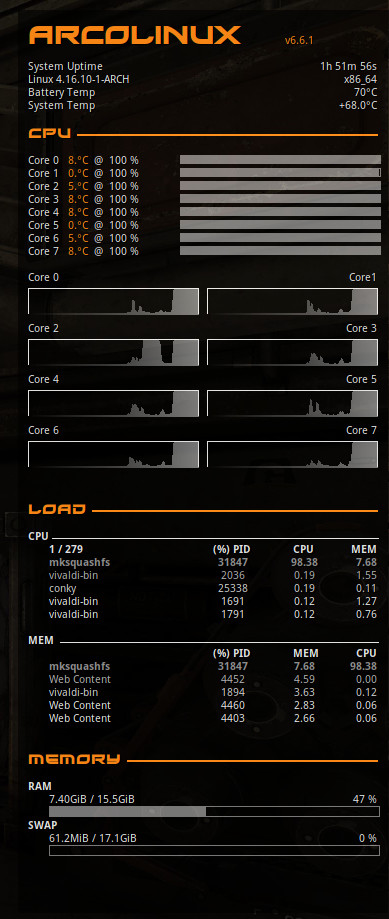 ARCOLINUX v6.6.1
System Uptime 1h 51m 56s
Linux 4.16.10-1-ARCH x86_64
Battery Temp 70°C
System Temp +68.0°C
CPU
Core 0 8.°C @ 100 %
Core 1 0.°C @ 100 %
Core 2 5.°C @ 100 %
Core 3 8.°C @ 100 %
Core 4 8.°C @ 100 %
Core 5 0.°C @ 100 %
Core 6 5.°C @ 100 %
Core 7 8.°C @ 100 %
Core 0 Core1
Core 2 Core 3
Core 4 Core 5
Core 6 Core 7
LOAD
CPU
1 / 279 (%) PID CPU MEM
mksquashfs 31847 98.38 7.68
vivaldi-bin 2036 0.19 1.55
conky 25338 0.19 0.11
vivaldi-bin 1691 0.12 1.27
vivaldi-bin 1791 0.12 0.76
MEM
(%) PID MEM CPU
mksquashfs 31847 7.68 98.38
Web Content 4452 4.59 0.00
vivaldi-bin 1894 3.63 0.12
Web Content 4460 2.83 0.06
Web Content 4403 2.66 0.06
MEMORY
RAM
7.40GiB / 15.5GiB 47 %
SWAP
61.2MiB / 17.1GiB 0 %